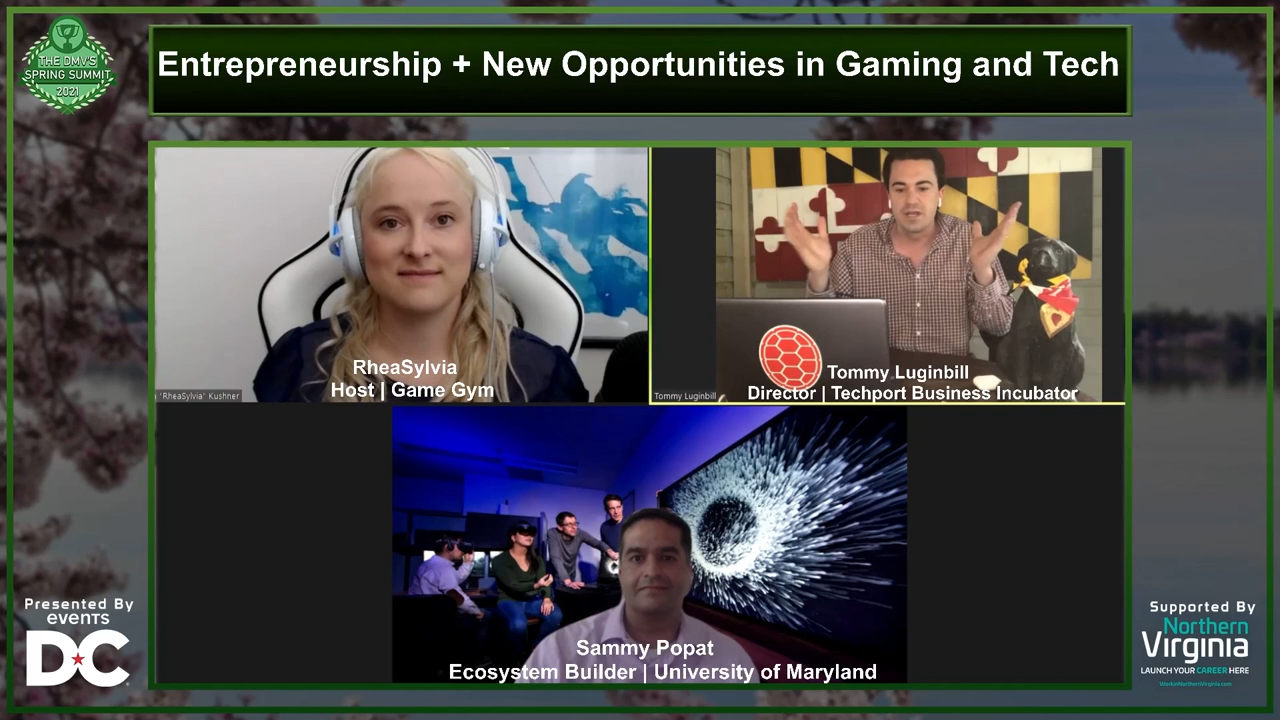 THE DMV'S
SPRING SUMMIT
2021
Entrepreneurship + New Opportunities in Gaming and Tech
RheaSylvia
Host | Game Gym
"RheaSylvia" Kushner
Tommy Luginbill
Director | Techport Business Incubator
Tommy Luginbill
Sammy Popat
Ecosystem Builder | University of Maryland
Presented By
events
DC
Supported By
Northern
Virginia
LAUNCH YOUR CAREER HERE
WorkInNorthernVirginia.com